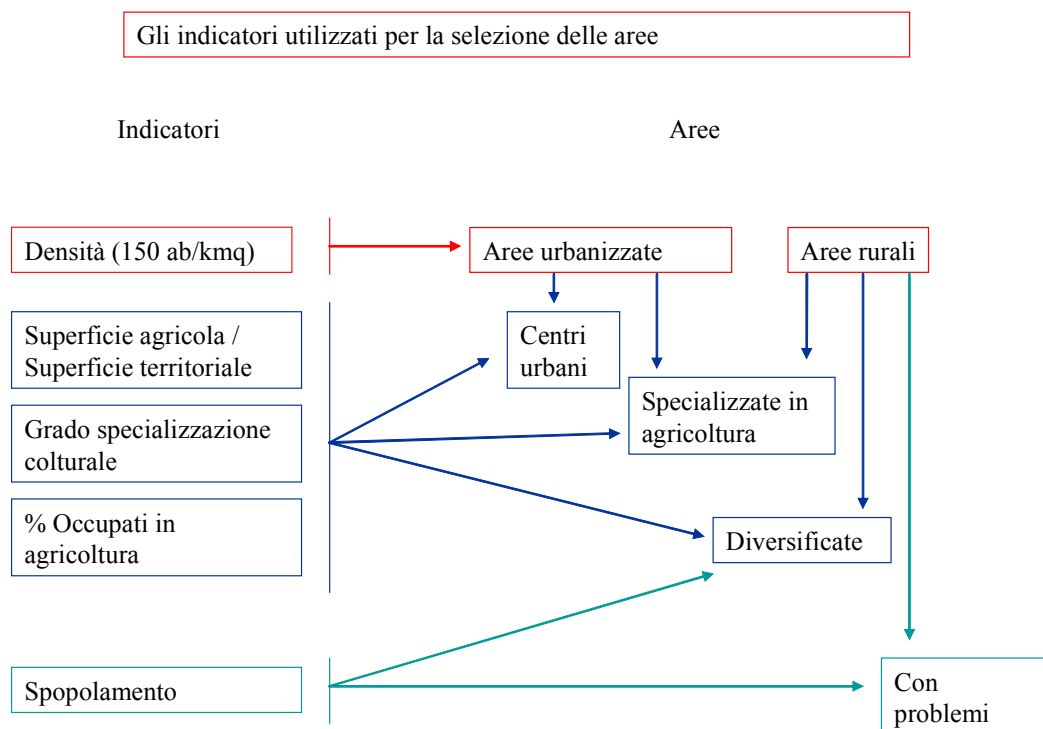 Gli indicatori utilizzati per la selezione delle aree
Indicatori
Aree
Densità (150 ab/kmq)
Aree urbanizzate
Aree rurali
Superficie agricola /
Superficie territoriale
Centri
urbani
Grado specializzazione
colturale
Specializzate in
agricoltura
% Occupati in
agricoltura
Diversificate
Spopolamento
Con
problemi